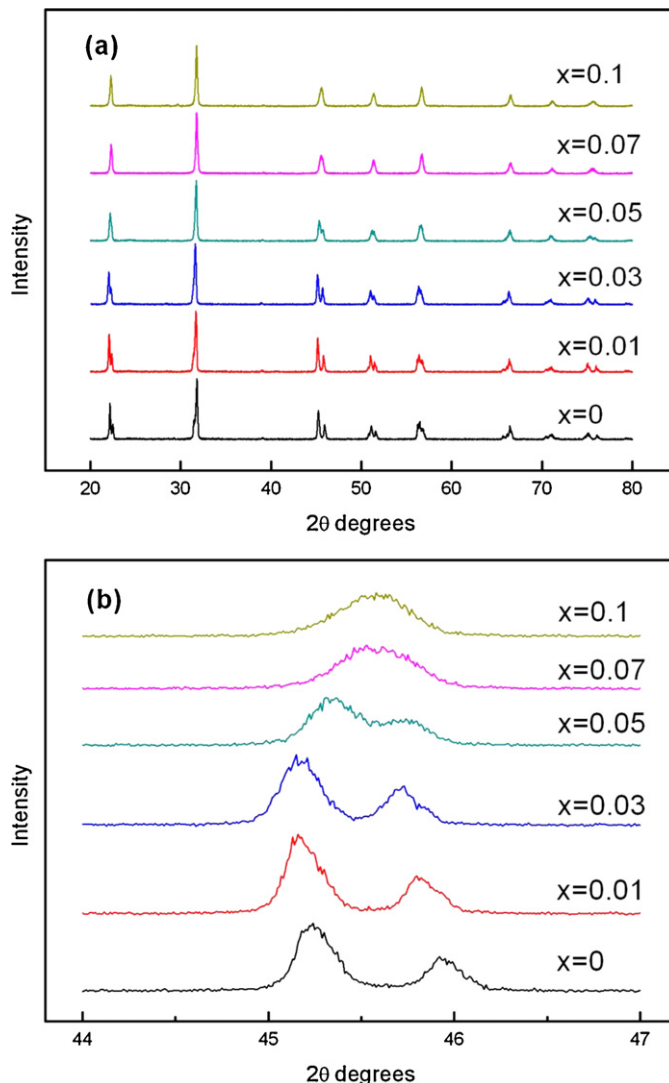 (a)
x=0.1
x=0.07
x=0.05
x=0.03
x=0.01
x=0
Intensity
20 30 40 50 60 70 80
2θ degrees
(b)
x=0.1
x=0.07
x=0.05
x=0.03
x=0.01
x=0
Intensity
44 45 46 47
2θ degrees